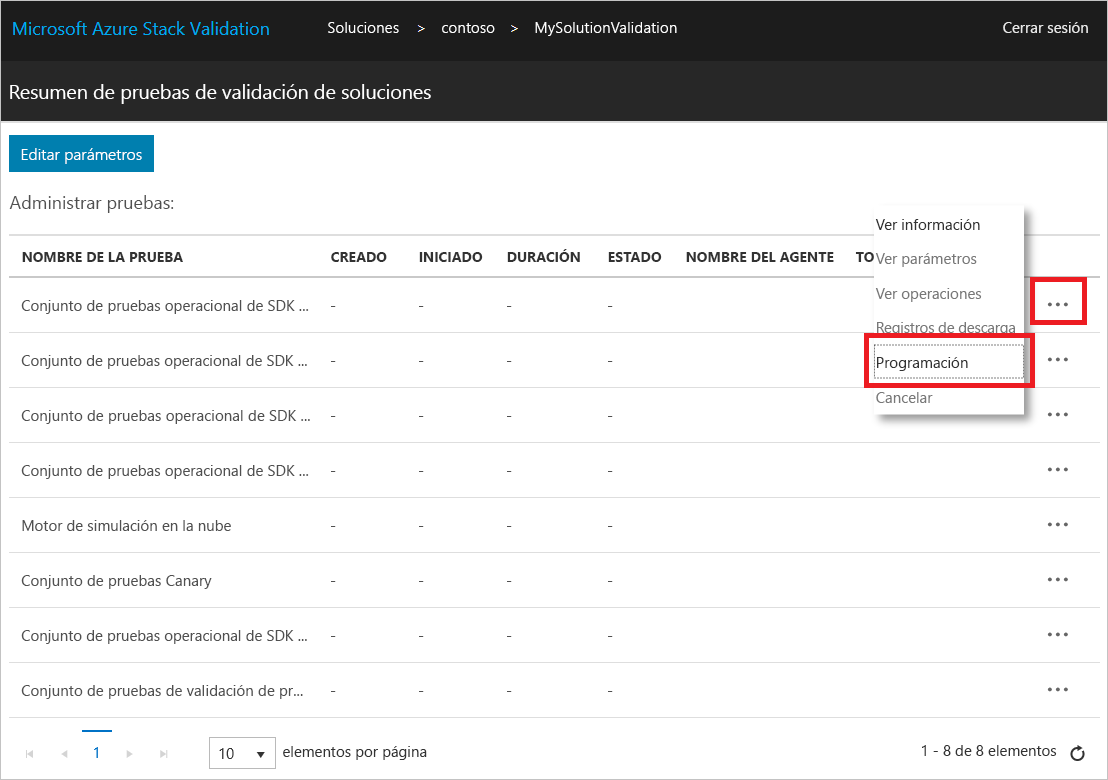 Microsoft Azure Stack Validation Soluciones > contoso > MySolutionValidation Cerrar sesión
Resumen de pruebas de validación de soluciones
Editar parámetros
Administrar pruebas:
NOMBRE DE LA PRUEBA CREADO INICIADO DURACIÓN ESTADO NOMBRE DEL AGENTE TO
Conjunto de pruebas operacional de SDK ... - - - - •••
Conjunto de pruebas operacional de SDK ... - - - - •••
Conjunto de pruebas operacional de SDK ... - - - - •••
Conjunto de pruebas operacional de SDK ... - - - - •••
Motor de simulación en la nube - - - - •••
Conjunto de pruebas Canary - - - - •••
Conjunto de pruebas operacional de SDK ... - - - - •••
Conjunto de pruebas de validación de pr... - - - - •••
Ver información
Ver parámetros
Ver operaciones
Registros de descarga
Programación
Cancelar
1 10 elementos por página 1 - 8 de 8 elementos